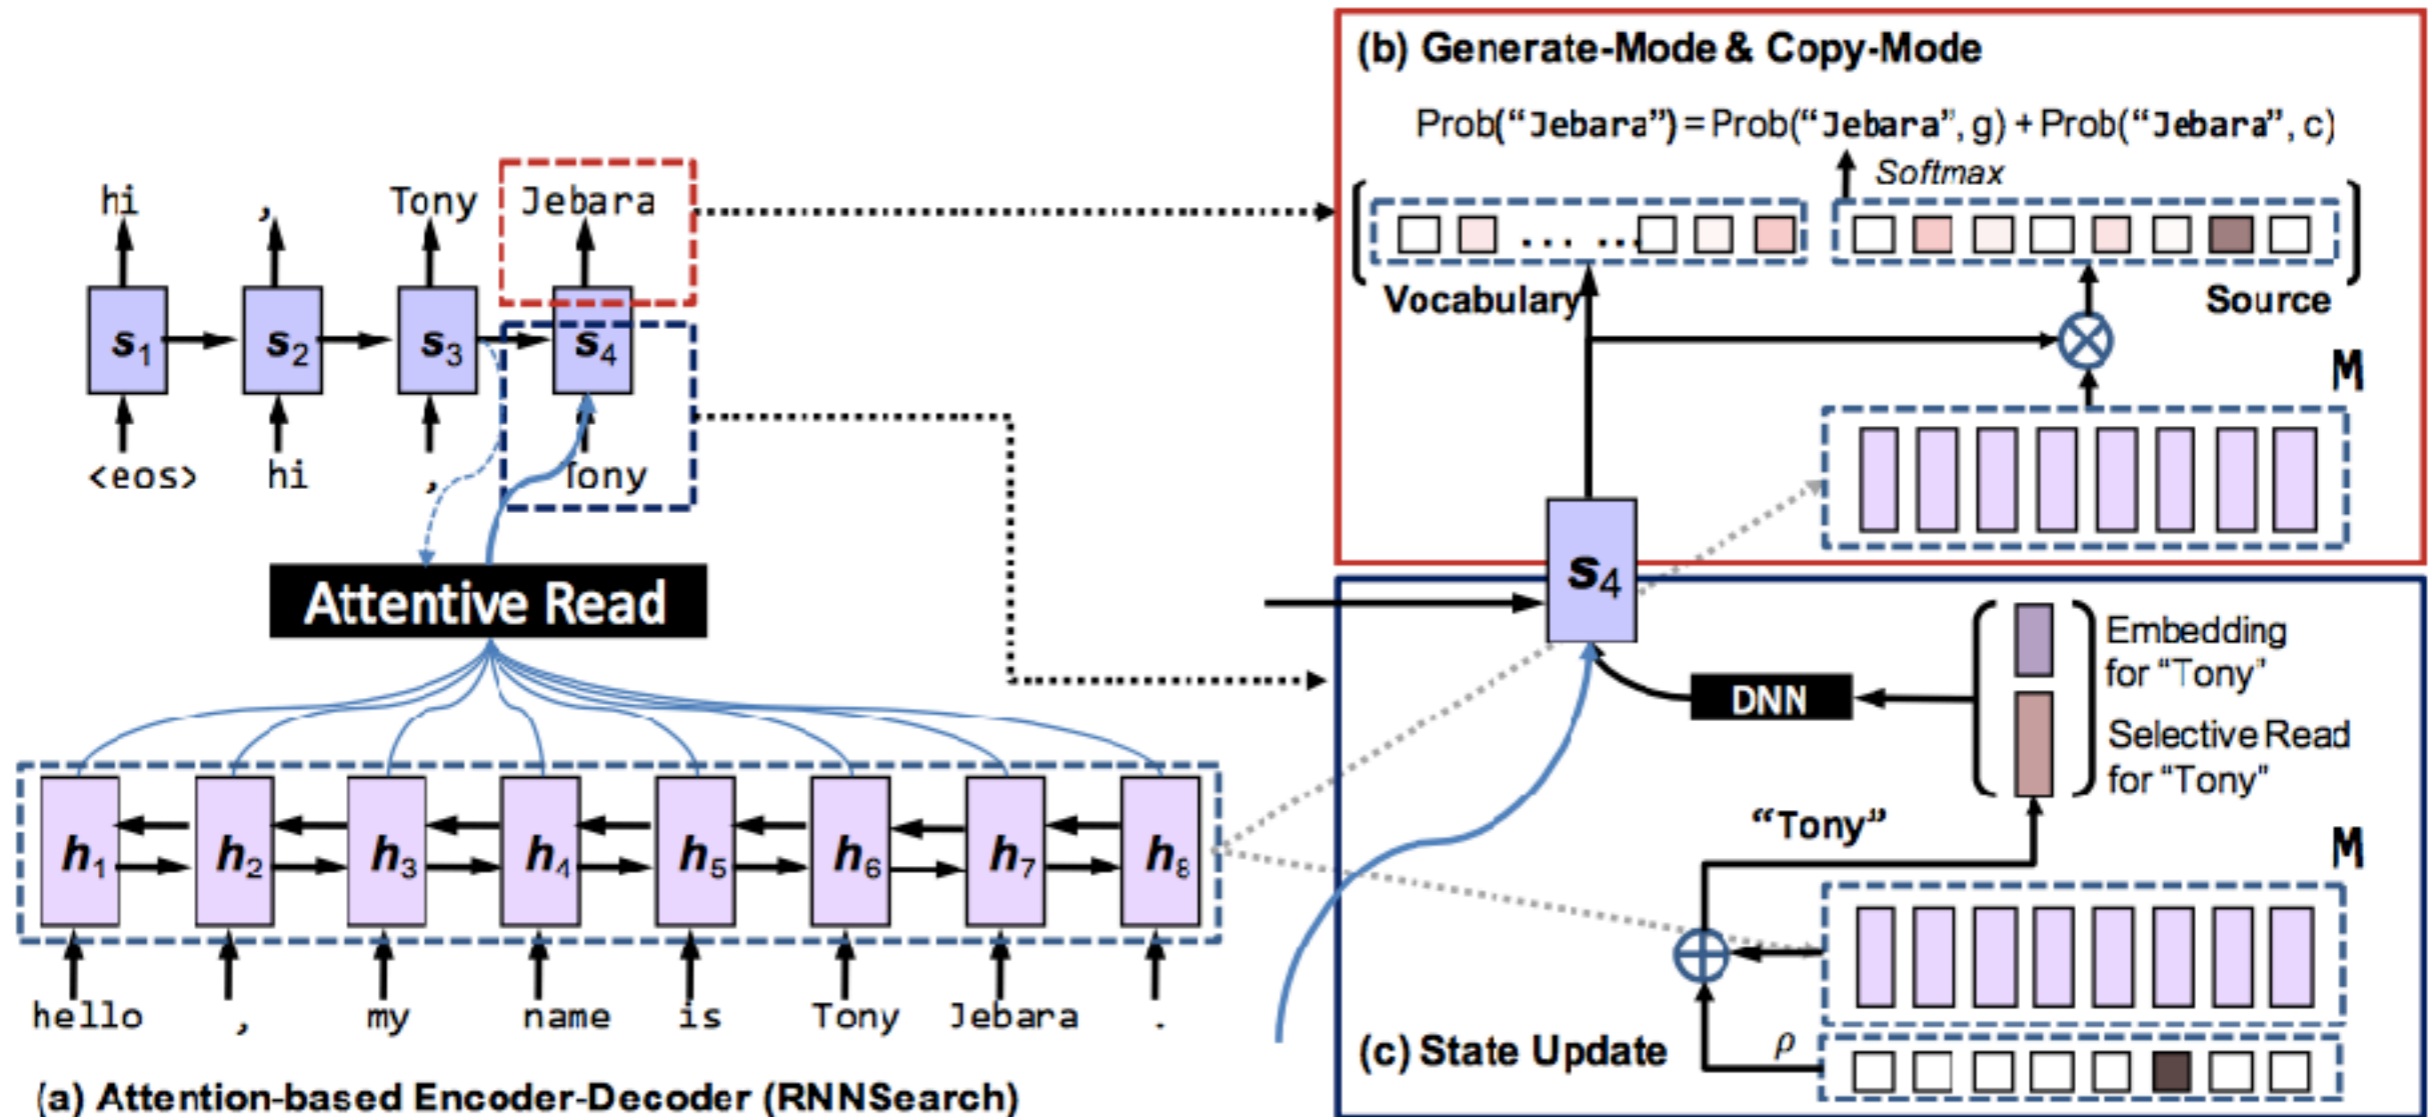 (b) Generate-Mode & Copy-Mode
Prob(“Jebara”) = Prob(“Jebara”, g) + Prob(“Jebara”, c)
Softmax
... ...
Vocabulary
Source
M
hi , Tony Jebara
s1 s2 s3 s4
<eos> hi , Tony
Attentive Read
h1 h2 h3 h4 h5 h6 h7 h8
hello , my name is Tony Jebara .
(a) Attention-based Encoder-Decoder (RNNSearch)
s4
Embedding
for “Tony”
DNN
Selective Read
for “Tony”
“Tony”
M
ρ
(c) State Update